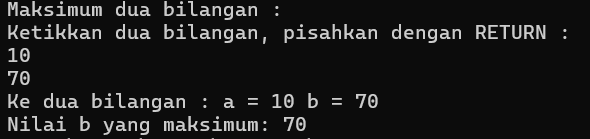 Maksimum dua bilangan :
Ketikkan dua bilangan, pisahkan dengan RETURN :
10
70
Ke dua bilangan : a = 10 b = 70
Nilai b yang maksimum: 70